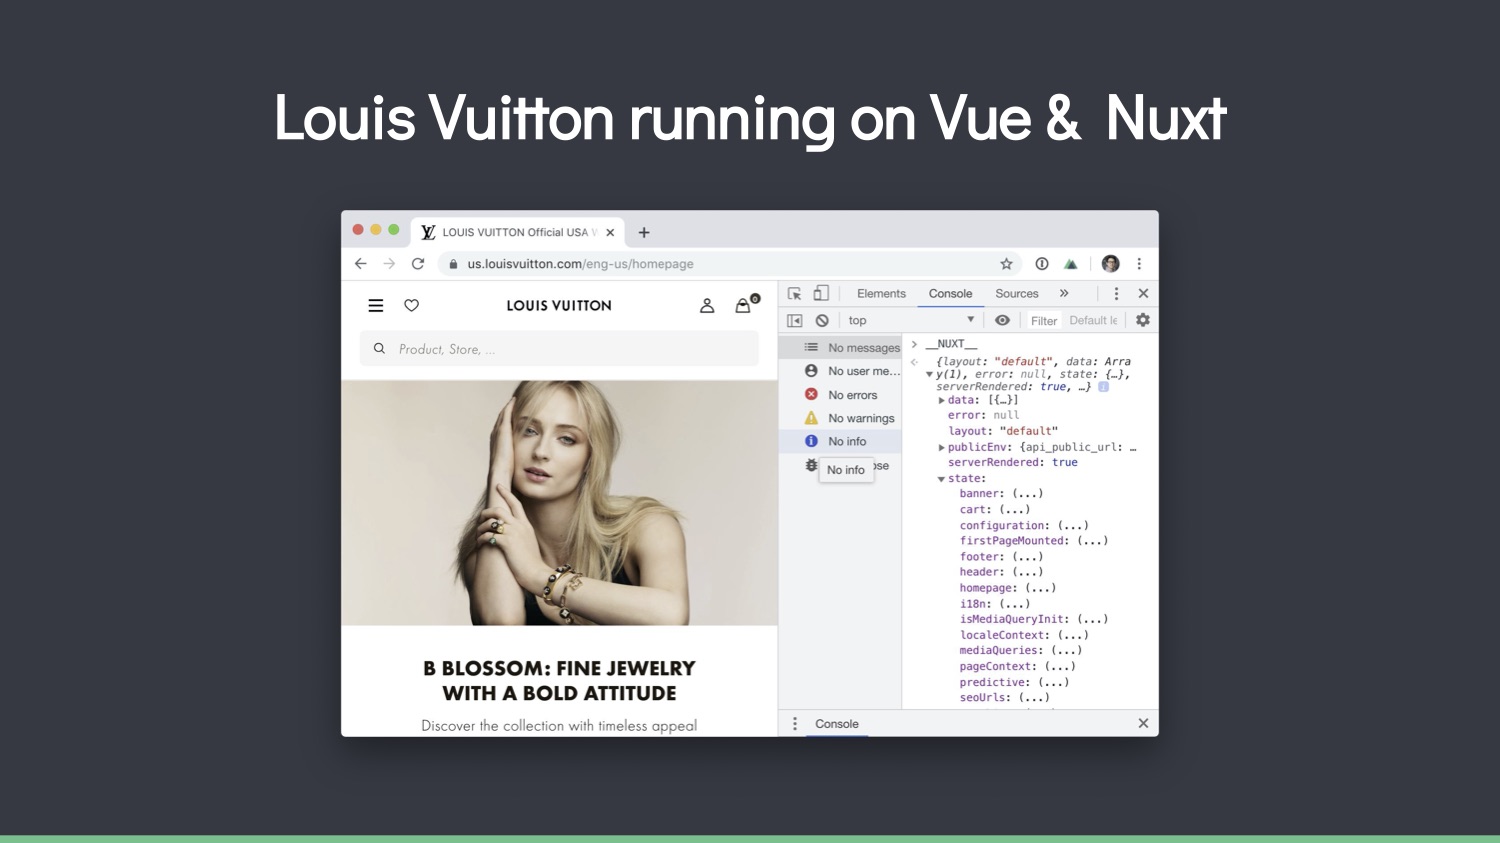 Louis Vuitton running on Vue & Nuxt
LOUIS VUITTON Official USA
us.louisvuitton.com/eng-us/homepage
LOUIS VUITTON
0
Product, Store, ...
B BLOSSOM: FINE JEWELRY
WITH A BOLD ATTITUDE
Discover the collection with timeless appeal
Elements Console Sources »
top Filter Default le
No messages
No user me...
No errors
No warnings
No info
No info
ose
> __NUXT__
{layout: "default", data: Arra
y(1), error: null, state: {…},
serverRendered: true, …}
data: [{…}]
error: null
layout: "default"
publicEnv: {api_public_url: …
serverRendered: true
state:
banner: (...)
cart: (...)
configuration: (...)
firstPageMounted: (...)
footer: (...)
header: (...)
homepage: (...)
i18n: (...)
isMediaQueryInit: (...)
localeContext: (...)
mediaQueries: (...)
pageContext: (...)
predictive: (...)
seoUrls: (...)
Console